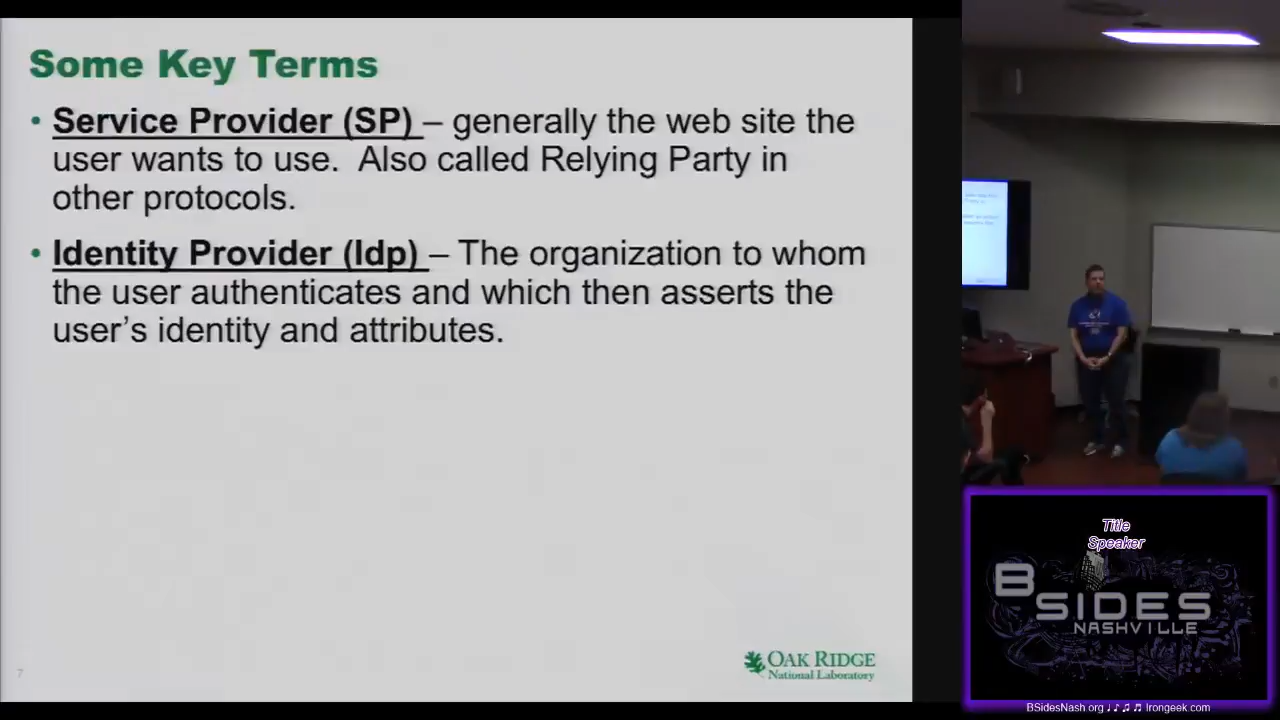 Some Key Terms
• Service Provider (SP) – generally the web site the
user wants to use. Also called Relying Party in
other protocols.
• Identity Provider (Idp) – The organization to whom
the user authenticates and which then asserts the
user's identity and attributes.
7
OAK RIDGE
National Laboratory
Title
Speaker
BSIDES
NASHVILLE
BSidesNash.org ♩♪♫♬ Irongeek.com